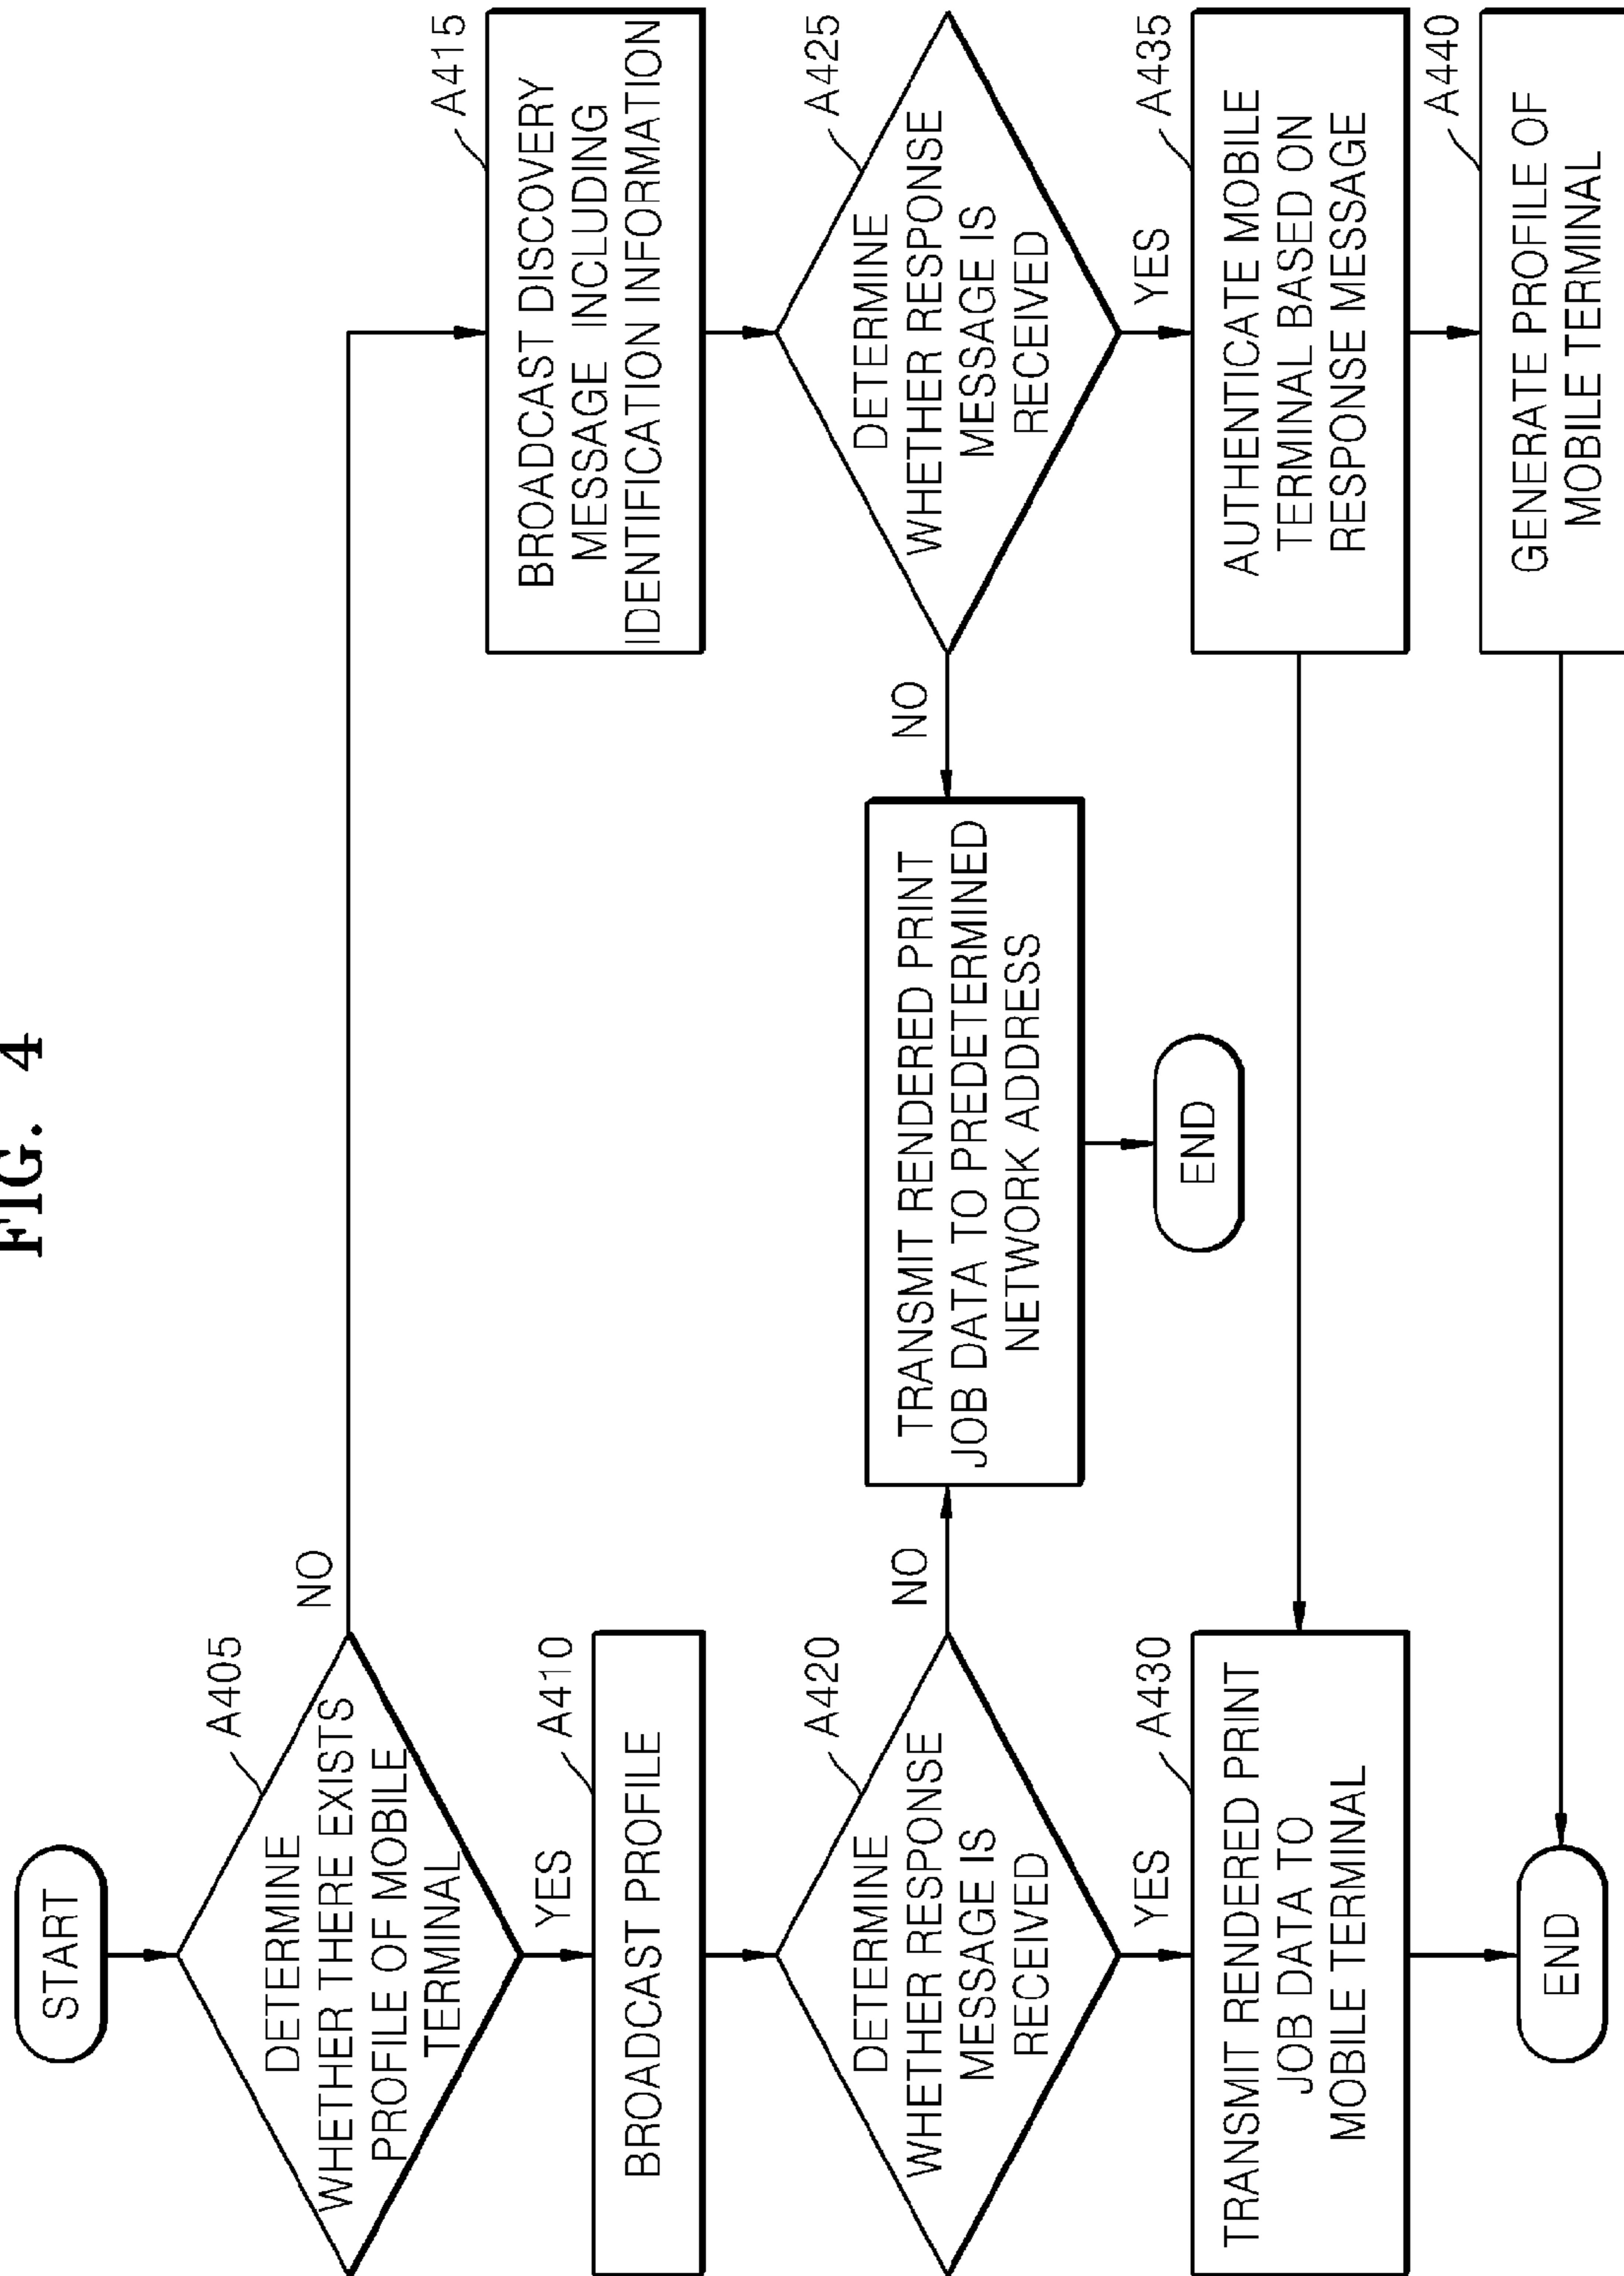 FIG. 4
START
A405
DETERMINE
WHETHER THERE EXISTS
PROFILE OF MOBILE
TERMINAL
NO
YES
A410
BROADCAST PROFILE
A415
BROADCAST DISCOVERY
MESSAGE INCLUDING
IDENTIFICATION INFORMATION
A420
DETERMINE
WHETHER RESPONSE
MESSAGE IS
RECEIVED
NO
YES
TRANSMIT RENDERED PRINT
JOB DATA TO PREDETERMINED
NETWORK ADDRESS
END
A425
DETERMINE
WHETHER RESPONSE
MESSAGE IS
RECEIVED
NO
YES
A430
TRANSMIT RENDERED PRINT
JOB DATA TO
MOBILE TERMINAL
A435
AUTHENTICATE MOBILE
TERMINAL BASED ON
RESPONSE MESSAGE
A440
GENERATE PROFILE OF
MOBILE TERMINAL
END